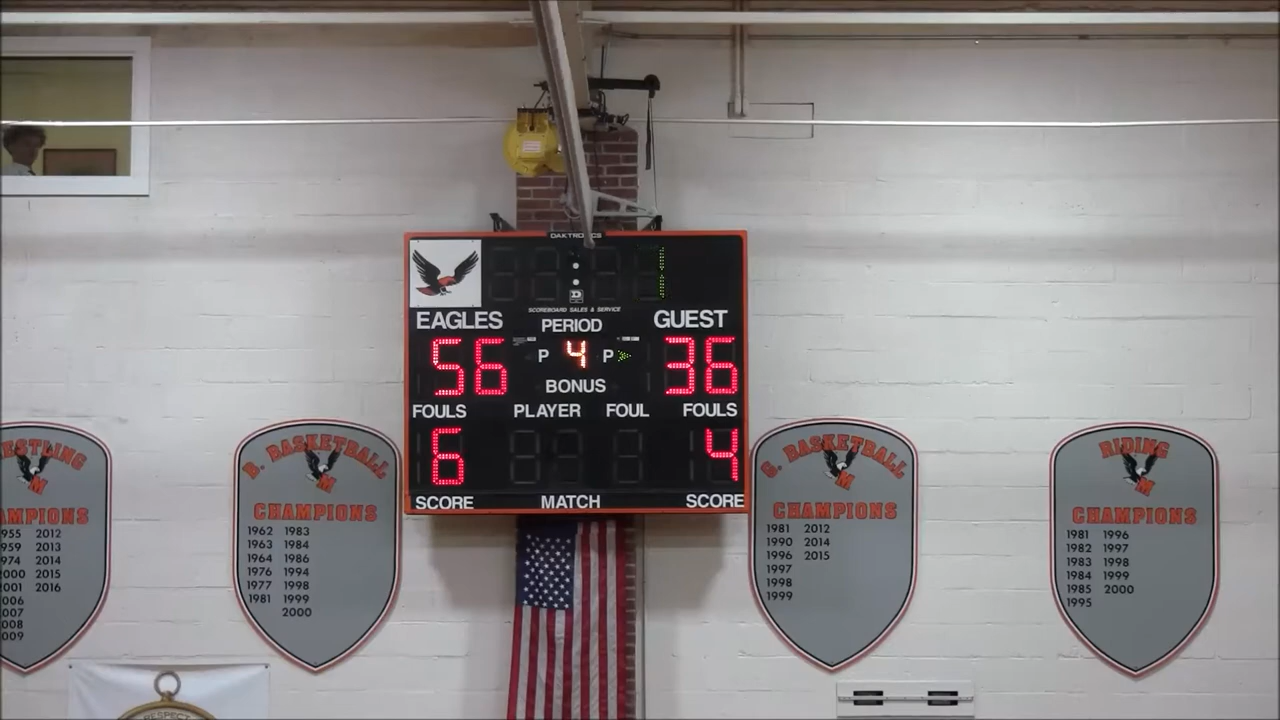 DAKTRONICS
1
SCOREBOARD SALES & SERVICE
EAGLES PERIOD GUEST
56 P 4 P 36
BONUS
FOULS PLAYER FOUL FOULS
6 4
SCORE MATCH SCORE
ESTLING
M
AMPIONS
955 2012
959 2013
974 2014
000 2015
001 2016
006
007
008
009
B. BASKETBALL
M
CHAMPIONS
1962 1983
1963 1984
1964 1986
1976 1994
1977 1998
1981 1999
2000
G. BASKETBALL
M
CHAMPIONS
1981 2012
1990 2014
1996 2015
1997
1998
1999
RIDING
M
CHAMPIONS
1981 1996
1982 1997
1983 1998
1984 1999
1985 2000
1995
RESPECT